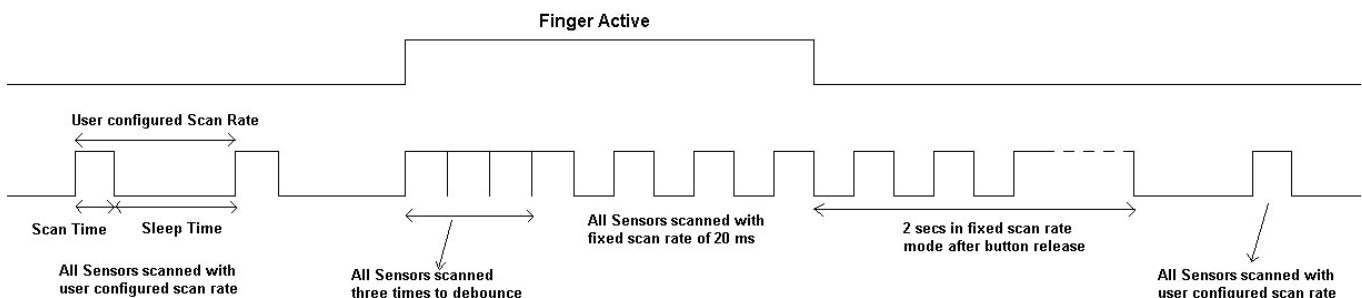 Finger Active
User configured Scan Rate
Scan Time
Sleep Time
All Sensors scanned with
user configured scan rate
All Sensors scanned
three times to debounce
All Sensors scanned with
fixed scan rate of 20 ms
2 secs in fixed scan rate
mode after button release
All Sensors scanned with
user configured scan rate